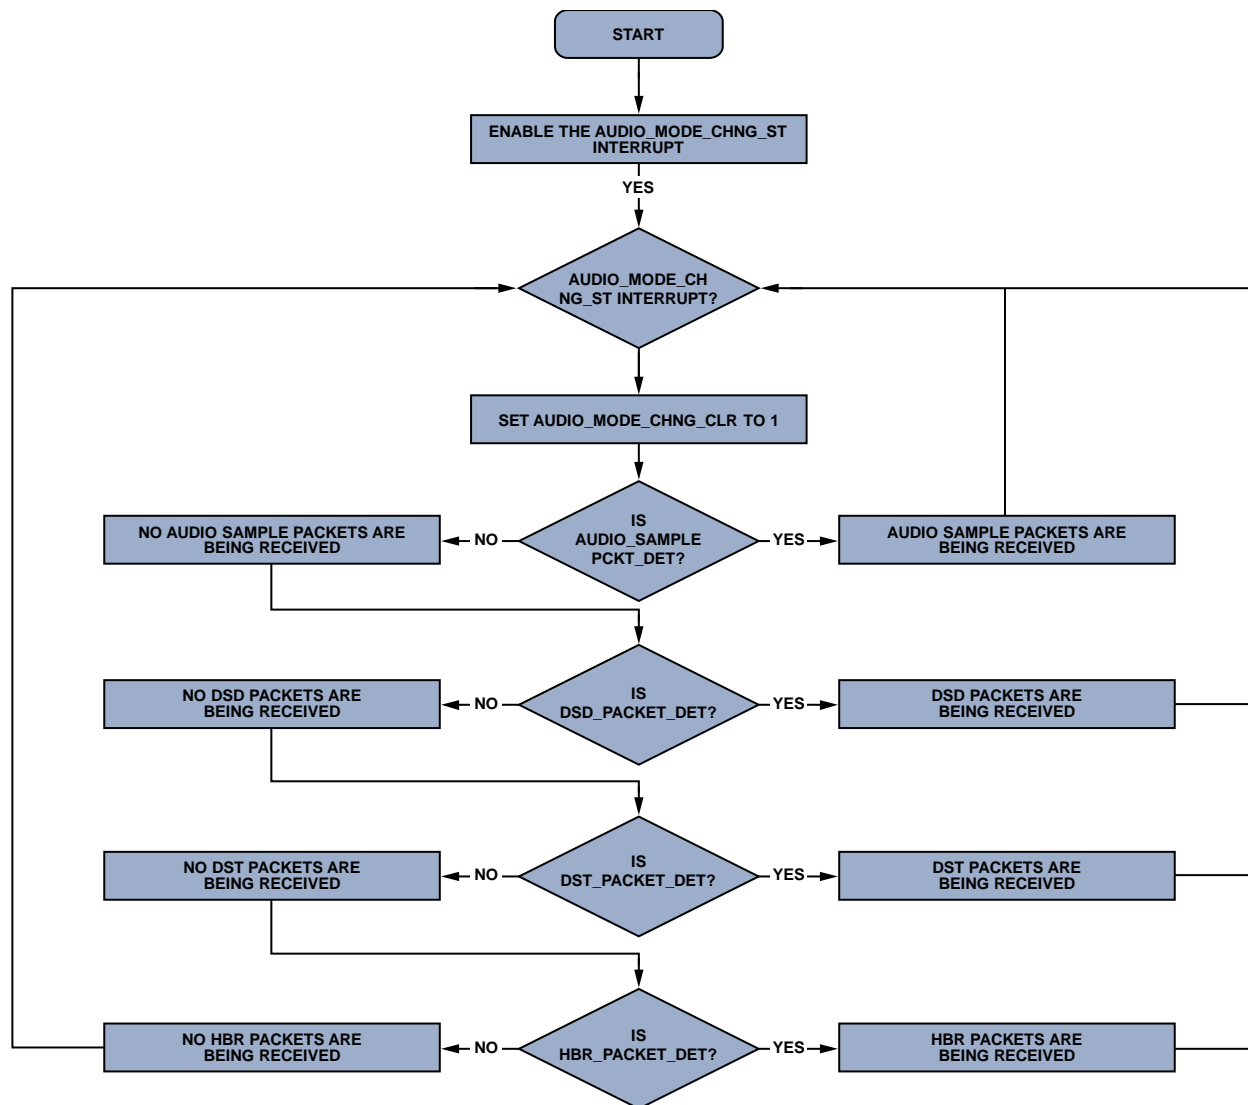 START
ENABLE THE AUDIO_MODE_CHNG_ST
INTERRUPT
YES
AUDIO_MODE_CH
NG_ST INTERRUPT?
SET AUDIO_MODE_CHNG_CLR TO 1
NO AUDIO SAMPLE PACKETS ARE
BEING RECEIVED
NO
IS
AUDIO_SAMPLE
PCKT_DET?
YES
AUDIO SAMPLE PACKETS ARE
BEING RECEIVED
NO DSD PACKETS ARE
BEING RECEIVED
NO
IS
DSD_PACKET_DET?
YES
DSD PACKETS ARE
BEING RECEIVED
NO DST PACKETS ARE
BEING RECEIVED
NO
IS
DST_PACKET_DET?
YES
DST PACKETS ARE
BEING RECEIVED
NO HBR PACKETS ARE
BEING RECEIVED
NO
IS
HBR_PACKET_DET?
YES
HBR PACKETS ARE
BEING RECEIVED